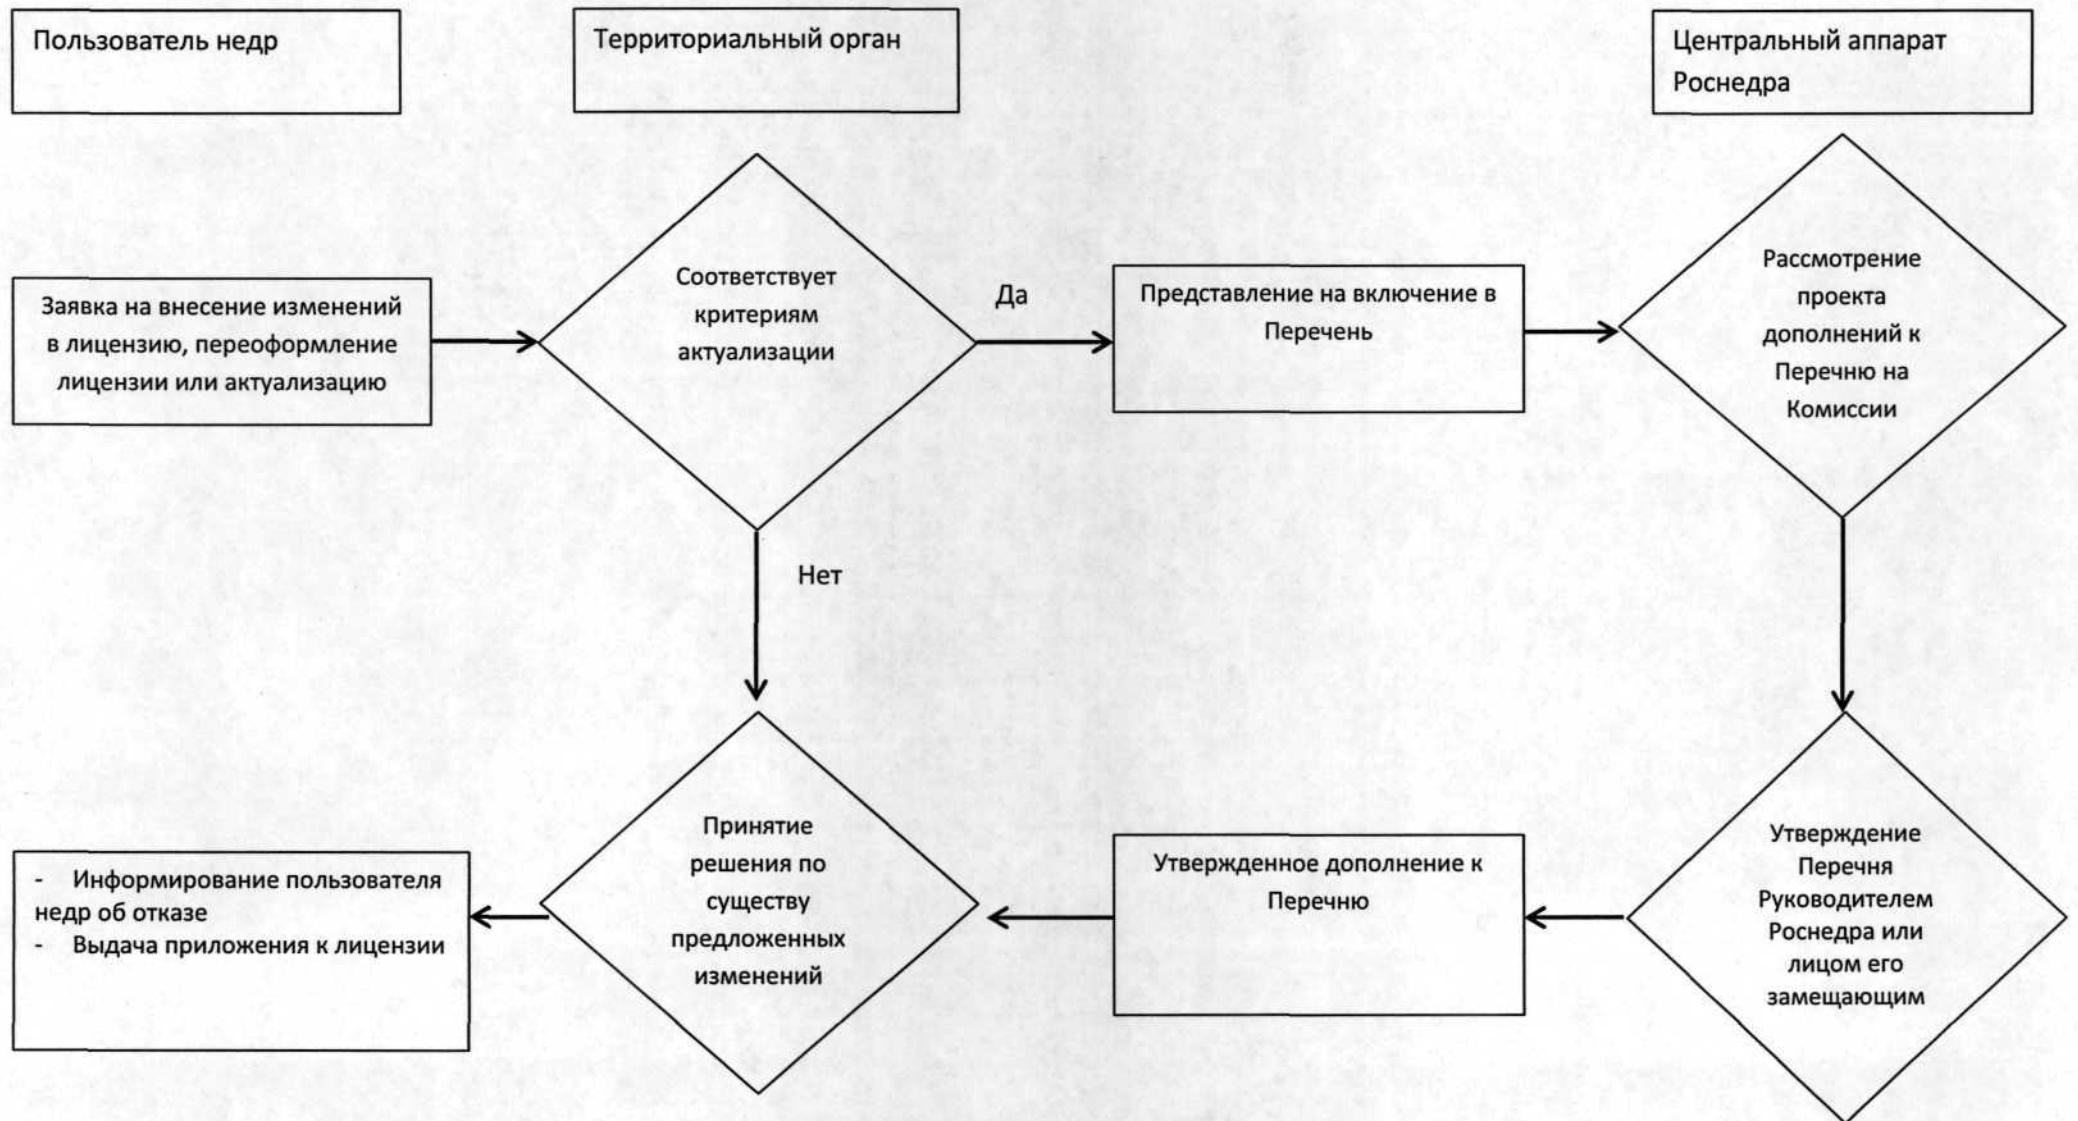 Пользователь недр
Территориальный орган
Центральный аппарат
Роснедра
Заявка на внесение изменений
в лицензию, переоформление
лицензии или актуализацию
Соответствует
критериям
актуализации
Да
Представление на включение в
Перечень
Рассмотрение
проекта
дополнений к
Перечню на
Комиссии
Нет
- Информирование пользователя
недр об отказе
- Выдача приложения к лицензии
Принятие
решения по
существу
предложенных
изменений
Утвержденное дополнение к
Перечню
Утверждение
Перечня
Руководителем
Роснедра или
лицом его
замещающим